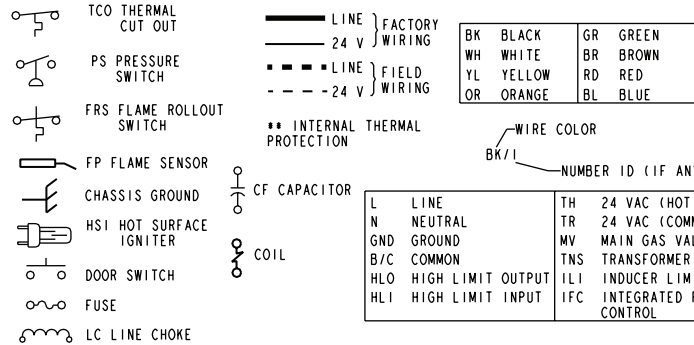 TCO THERMAL
CUT OUT
PS PRESSURE
SWITCH
FRS FLAME ROLLOUT
SWITCH
FP FLAME SENSOR
CHASSIS GROUND
HSI HOT SURFACE
IGNITER
DOOR SWITCH
FUSE
LC LINE CHOKE
LINE
24 V
FACTORY
WIRING
LINE
24 V
FIELD
WIRING
** INTERNAL THERMAL
PROTECTION
CF CAPACITOR
COIL
BK BLACK GR GREEN
WH WHITE BR BROWN
YL YELLOW RD RED
OR ORANGE BL BLUE
WIRE COLOR
BK/1
NUMBER ID (IF
L LINE TH 24 VAC (HOT
N NEUTRAL TR 24 VAC
GND GROUND MV MAIN GAS
B/C COMMON TNS TRANSFORMER
HLO HIGH LIMIT OUTPUT ILI INDUCER
HLI HIGH LIMIT INPUT IFC INTEGRATED
CONTROL